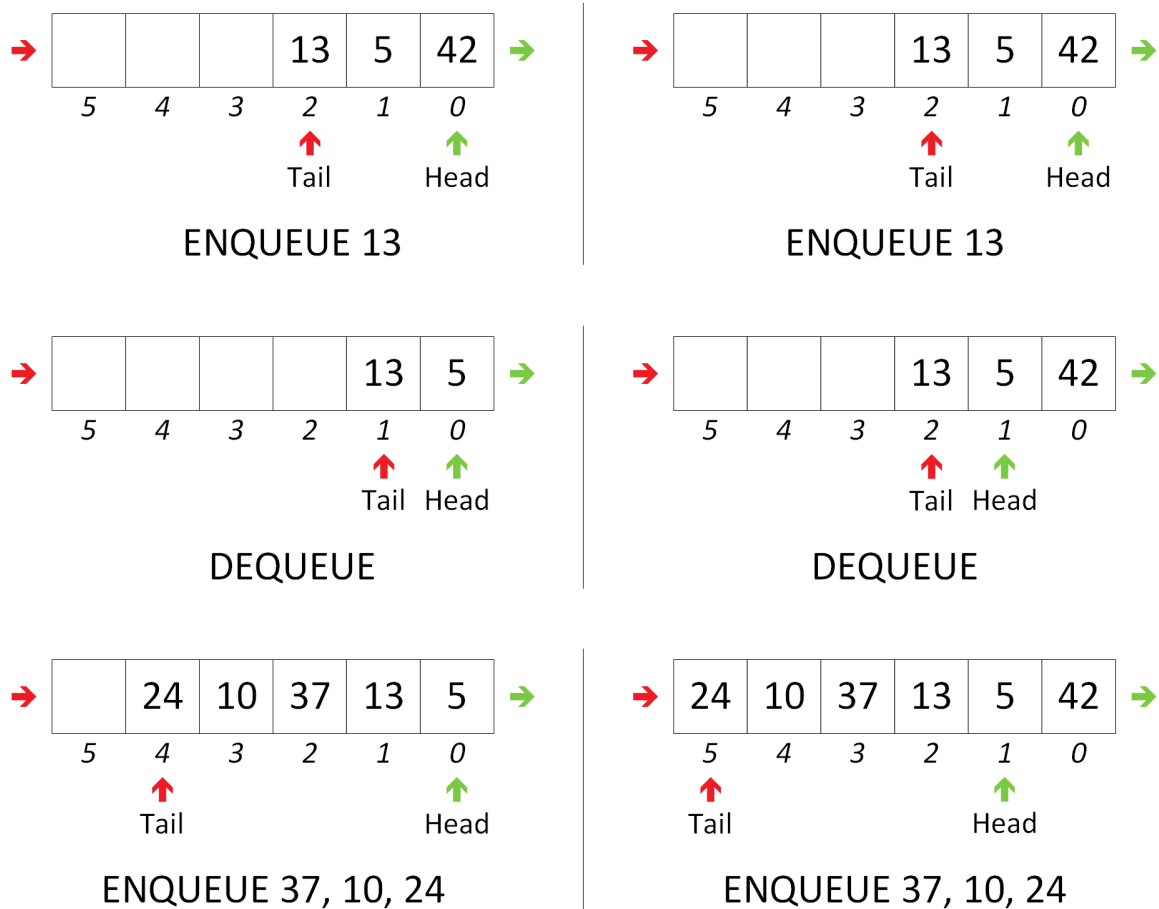 13 5 42
5 4 3 2 1 0
Tail Head
ENQUEUE 13
13 5 42
5 4 3 2 1 0
Tail Head
ENQUEUE 13
13 5
5 4 3 2 1 0
Tail Head
DEQUEUE
13 5 42
5 4 3 2 1 0
Tail Head
DEQUEUE
24 10 37 13 5
5 4 3 2 1 0
Tail Head
ENQUEUE 37, 10, 24
24 10 37 13 5 42
5 4 3 2 1 0
Tail Head
ENQUEUE 37, 10, 24